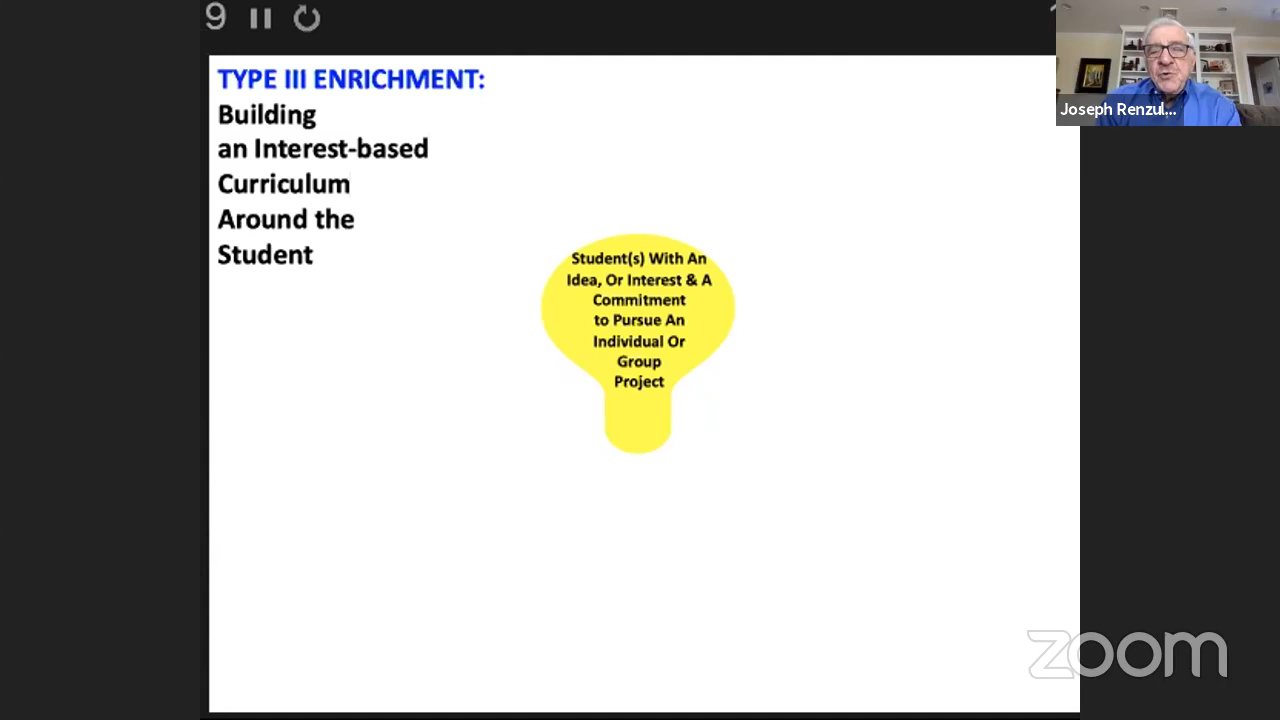 9
TYPE III ENRICHMENT:
Building
an Interest-based
Curriculum
Around the
Student
Student(s) With An
Idea, Or Interest & A
Commitment
to Pursue An
Individual Or
Group
Project
Joseph Renzul...
zoom